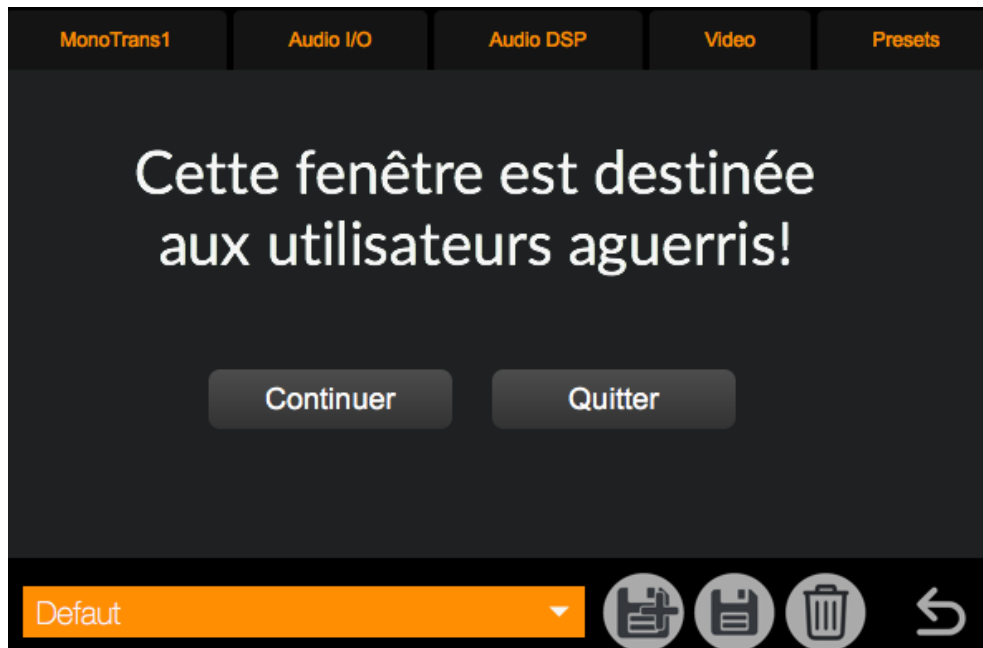 MonoTrans1 Audio I/O Audio DSP Video Presets
Cette fenêtre est destinée
aux utilisateurs aguerris!
Continuer Quitter
Defaut